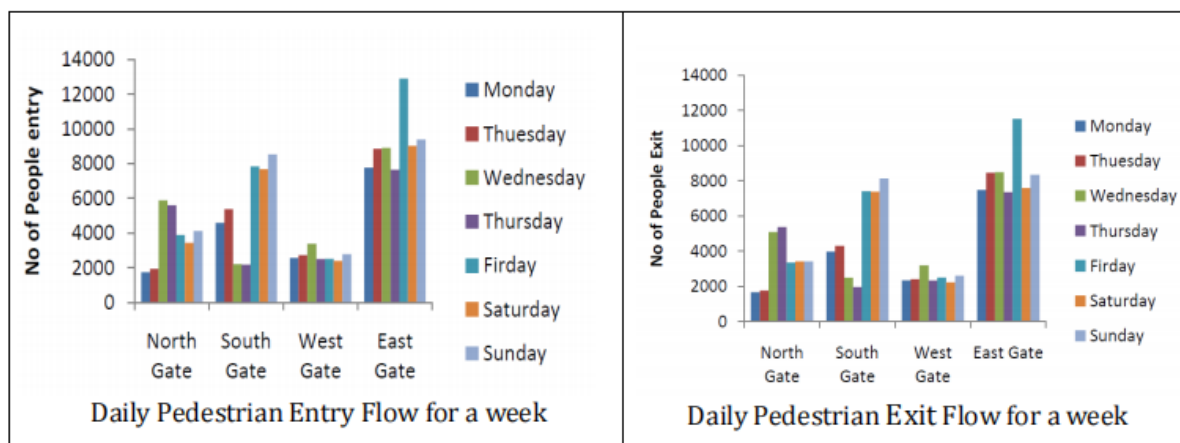 14000
12000
10000
8000
6000
4000
2000
0
No of People entry
North Gate
South Gate
West Gate
East Gate
Monday
Thuesday
Wednesday
Thursday
Firday
Saturday
Sunday
Daily Pedestrian Entry Flow for a week
14000
12000
10000
8000
6000
4000
2000
0
No of People Exit
North Gate
South Gate
West Gate
East Gate
Monday
Thuesday
Wednesday
Thursday
Firday
Saturday
Sunday
Daily Pedestrian Exit Flow for a week